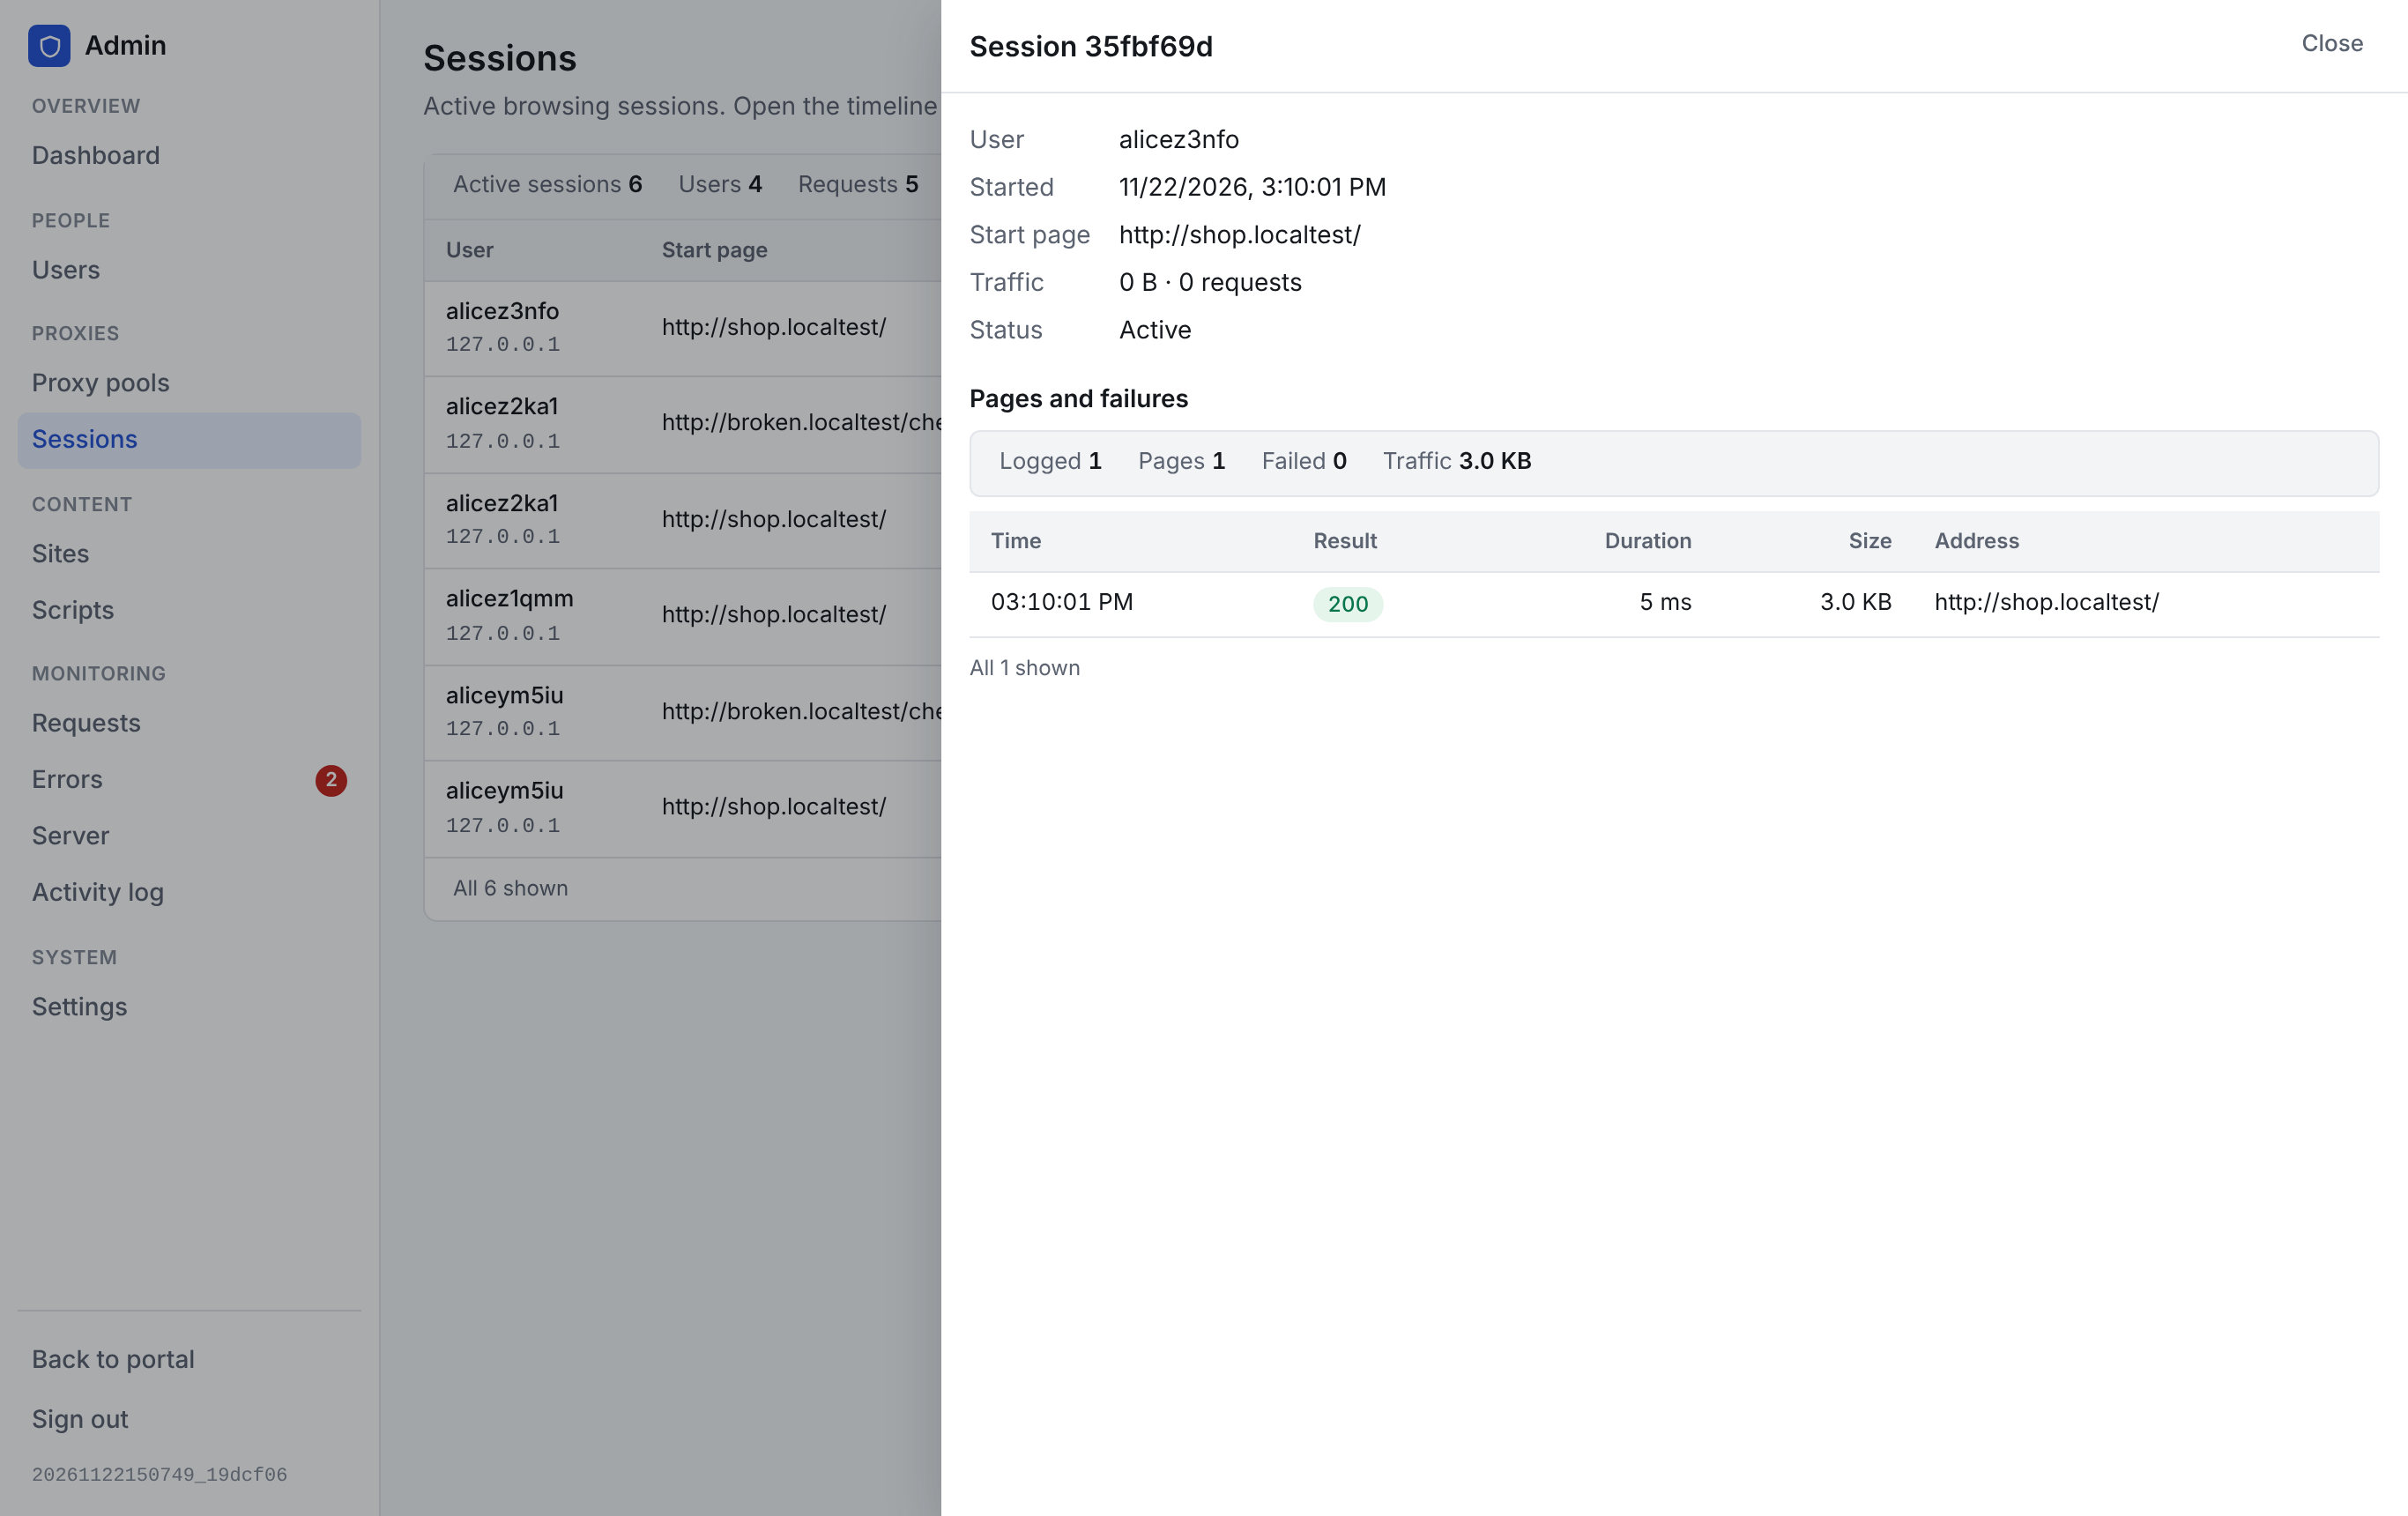 Admin
OVERVIEW
Dashboard
PEOPLE
Users
PROXIES
Proxy pools
Sessions
CONTENT
Sites
Scripts
MONITORING
Requests
Errors 2
Server
Activity log
SYSTEM
Settings
Back to portal
Sign out
20261122150749_19dcf06
Sessions
Active browsing sessions. Open the timeline
Active sessions 6 Users 4 Requests 5
User Start page
alicez3nfo
127.0.0.1
http://shop.localtest/
alicez2ka1
127.0.0.1
http://broken.localtest/che
alicez2ka1
127.0.0.1
http://shop.localtest/
alicez1qmm
127.0.0.1
http://shop.localtest/
aliceym5iu
127.0.0.1
http://broken.localtest/che
aliceym5iu
127.0.0.1
http://shop.localtest/
All 6 shown
Session 35fbf69d Close
User alicez3nfo
Started 11/22/2026, 3:10:01 PM
Start page http://shop.localtest/
Traffic 0 B · 0 requests
Status Active
Pages and failures
Logged 1 Pages 1 Failed 0 Traffic 3.0 KB
Time Result Duration Size Address
03:10:01 PM 200 5 ms 3.0 KB http://shop.localtest/
All 1 shown